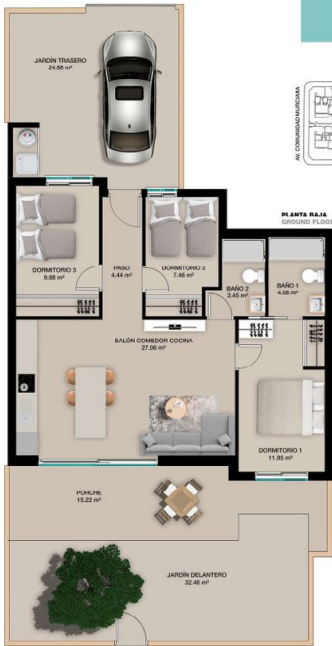 JARDÍN TRASERO
24.88 m²
AV. COMUNIDAD MURCIANA
PLANTA BAJA
GROUND FLOOR
DORMITORIO 3
9.88 m²
PASO
4.44 m²
DORMITORIO 2
7.46 m²
BAÑO 2
3.45 m²
BAÑO 1
4.06 m²
SALÓN COMEDOR COCINA
27.06 m²
DORMITORIO 1
11.95 m²
PORCHE
15.22 m²
JARDÍN DELANTERO
32.46 m²